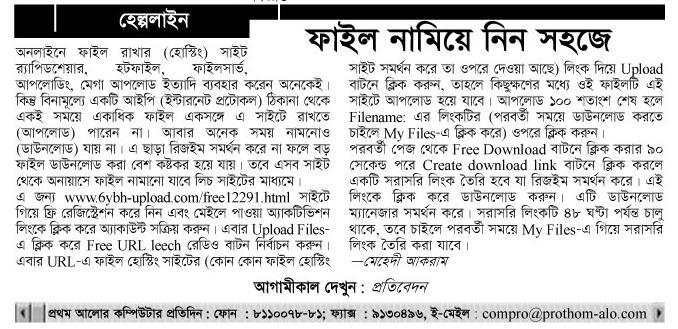 হেল্পলাইন
ফাইল নামিয়ে নিন সহজে
অনলাইনে ফাইল রাখার (হোস্টিং) সাইট
র‍্যাপিডশেয়ার, হটফাইল, ফাইলসার্ভ,
আপলোডিং, মেগা আপলোড ইত্যাদি ব্যবহার করেন অনেকেই।
কিন্তু বিনামূল্যে একটি আইপি (ইন্টারনেট প্রটোকল) ঠিকানা থেকে
একই সময়ে একাধিক ফাইল একসঙ্গে এ সাইটে রাখতে
(আপলোড) পারেন না। আবার অনেক সময় নামানোও
(ডাউনলোড) যায় না। এ ছাড়া রিজইম সমর্থন করে না ফলে বড়
ফাইল ডাউনলোড করা বেশ কষ্টকর হয়ে যায়। তবে এসব সাইট
থেকে অনায়াসে ফাইল নামানো যাবে লিচ সাইটের মাধ্যমে।
এ জন্য www.6ybh-upload.com/free12291.html সাইটে
গিয়ে ফ্রি রেজিস্ট্রেশন করে নিন এবং মেইলে পাওয়া অ্যাকটিভিশন
লিংকে ক্লিক করে অ্যাকাউন্ট সক্রিয় করুন। এবার Upload Files-
এ ক্লিক করে Free URL leech রেডিও বাটন নির্বাচন করুন।
এবার URL-এ ফাইল হোস্টিং সাইটের (কোন কোন ফাইল হোস্টিং
সাইট সমর্থন করে তা ওপরে দেওয়া আছে) লিংক দিয়ে Upload
বাটনে ক্লিক করুন, তাহলে কিছুক্ষণের মধ্যে ওই ফাইলটি এই
সাইটে আপলোড হয়ে যাবে। আপলোড ১০০ শতাংশ শেষ হলে
Filename: এর লিংকটির (পরবর্তী সময়ে ডাউনলোড করতে
চাইলে My Files-এ ক্লিক করে) ওপরে ক্লিক করুন।
পরবর্তী পেজ থেকে Free Download বাটনে ক্লিক করার ৯০
সেকেন্ড পরে Create download link বাটনে ক্লিক করলে
একটি সরাসরি লিংক তৈরি হবে যা রিজইম সমর্থন করে। এই
লিংকে ক্লিক করে ডাউনলোড করুন। এটি ডাউনলোড
ম্যানেজার সমর্থন করে। সরাসরি লিংকটি ৪৮ ঘন্টা পর্যন্ত চালু
থাকে, তবে চাইলে পরবর্তী সময়ে My Files-এ গিয়ে সরাসরি
লিংক তৈরি করা যাবে।
—মেহেদী আকরাম
আগামীকাল দেখুন : প্রতিবেদন
প্রথম আলোর কম্পিউটার প্রতিদিন : ফোন : ৮১১০০৭৮-৮১; ফ্যাক্স : ৯১৩০৪৯৬, ই-মেইল : compro@prothom-alo.com